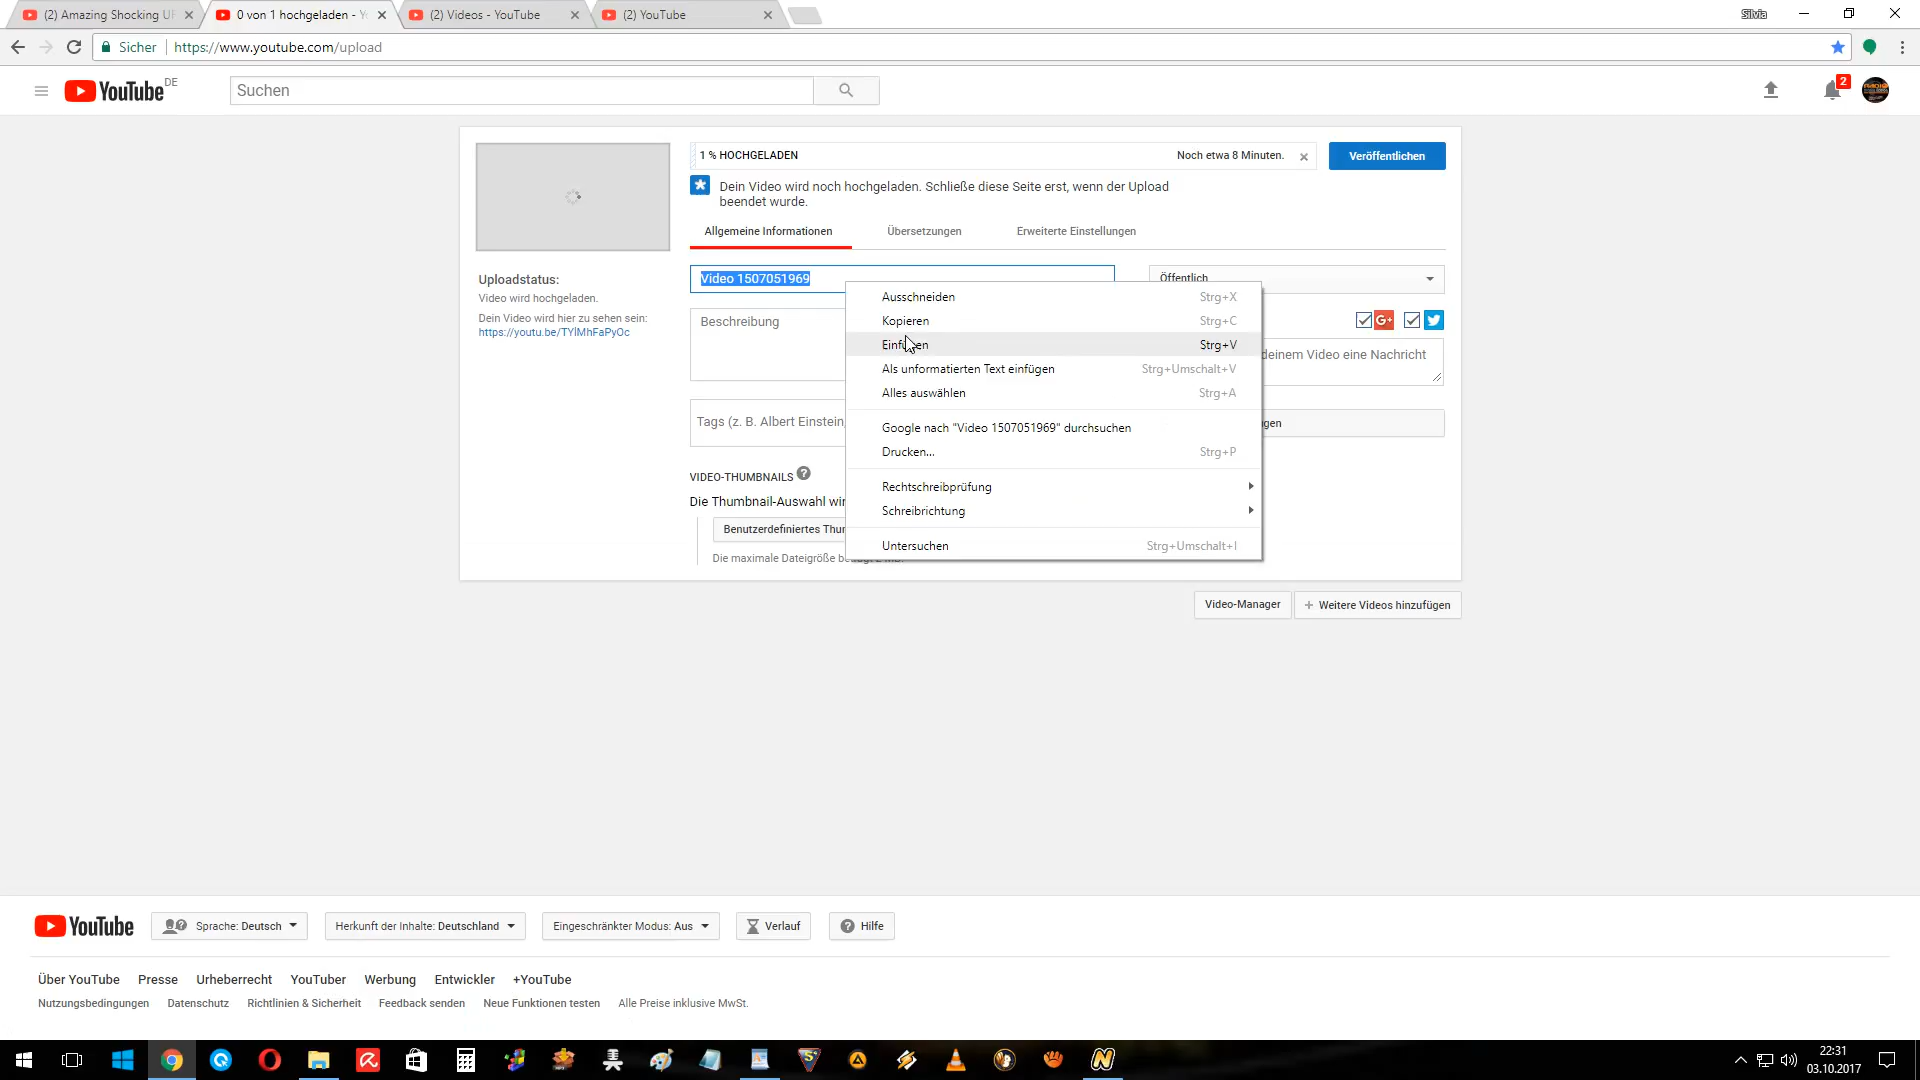 (2) Amazing Shocking UF
0 von 1 hochgeladen - Yo
(2) Videos - YouTube
(2) YouTube
Silvia
Sicher
https://www.youtube.com/upload
YouTube DE
Suchen
2
1 % HOCHGELADEN
Noch etwa 8 Minuten.
Veröffentlichen
Dein Video wird noch hochgeladen. Schließe diese Seite erst, wenn der Upload
beendet wurde.
Allgemeine Informationen
Übersetzungen
Erweiterte Einstellungen
Uploadstatus:
Video wird hochgeladen.
Dein Video wird hier zu sehen sein:
https://youtu.be/TYlMhFaPyOc
Video 1507051969
Öffentlich
Beschreibung
deinem Video eine Nachricht
Tags (z. B. Albert Einstein,
gen
VIDEO-THUMBNAILS
Die Thumbnail-Auswahl wir
Benutzerdefiniertes Thu
Die maximale Dateigröße
Ausschneiden Strg+X
Kopieren Strg+C
Einfügen Strg+V
Als unformatierten Text einfügen Strg+Umschalt+V
Alles auswählen Strg+A
Google nach "Video 1507051969" durchsuchen
Drucken... Strg+P
Rechtschreibprüfung
Schreibrichtung
Untersuchen Strg+Umschalt+I
Video-Manager
+ Weitere Videos hinzufügen
YouTube
Sprache: Deutsch
Herkunft der Inhalte: Deutschland
Eingeschränkter Modus: Aus
Verlauf
Hilfe
Über YouTube Presse Urheberrecht YouTuber Werbung Entwickler +YouTube
Nutzungsbedingungen Datenschutz Richtlinien & Sicherheit Feedback senden Neue Funktionen testen Alle Preise inklusive MwSt.
22:31
03.10.2017